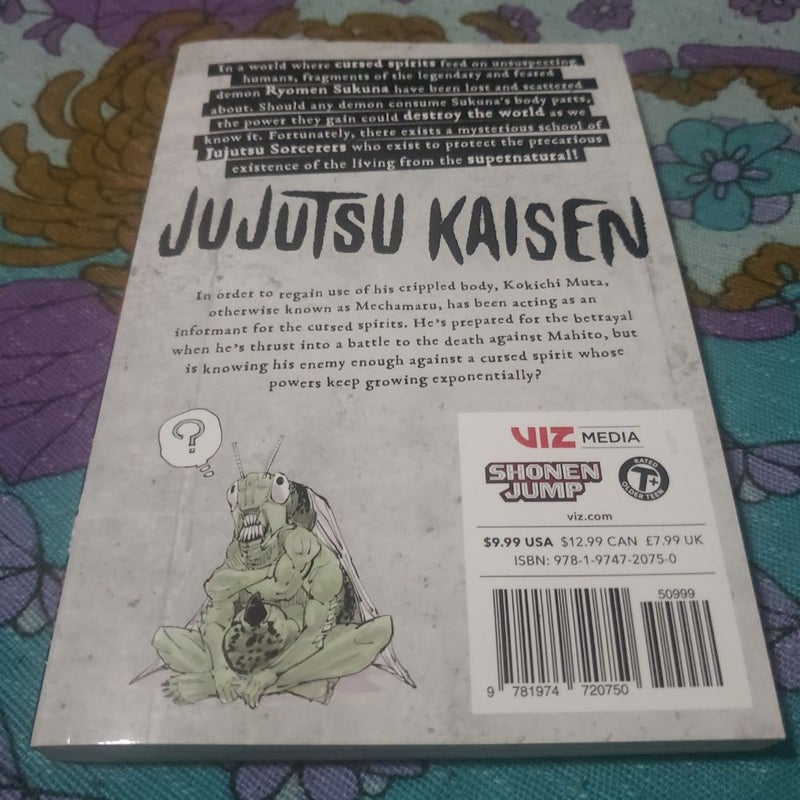 In a world where cursed spirits feed on unsuspecting
humans, fragments of the legendary and feared
demon Ryomen Sukuna have been lost and scattered
about. Should any demon consume Sukuna's body parts,
the power they gain could destroy the world as we
know it. Fortunately, there exists a mysterious school of
Jujutsu Sorcerers who exist to protect the precarious
existence of the living from the supernatural!
JUJUTSU KAISEN
In order to regain use of his crippled body, Kokichi Muta,
otherwise known as Mechamaru, has been acting as an
informant for the cursed spirits. He's prepared for the betrayal
when he's thrust into a battle to the death against Mahito, but
is knowing his enemy enough against a cursed spirit whose
powers keep growing exponentially?
?
VIZ MEDIA
SHONEN
JUMP
RATED
T+
OLDER TEEN
viz.com
$9.99 USA $12.99 CAN £7.99 UK
ISBN: 978-1-9747-2075-0
50999
9 781974 720750